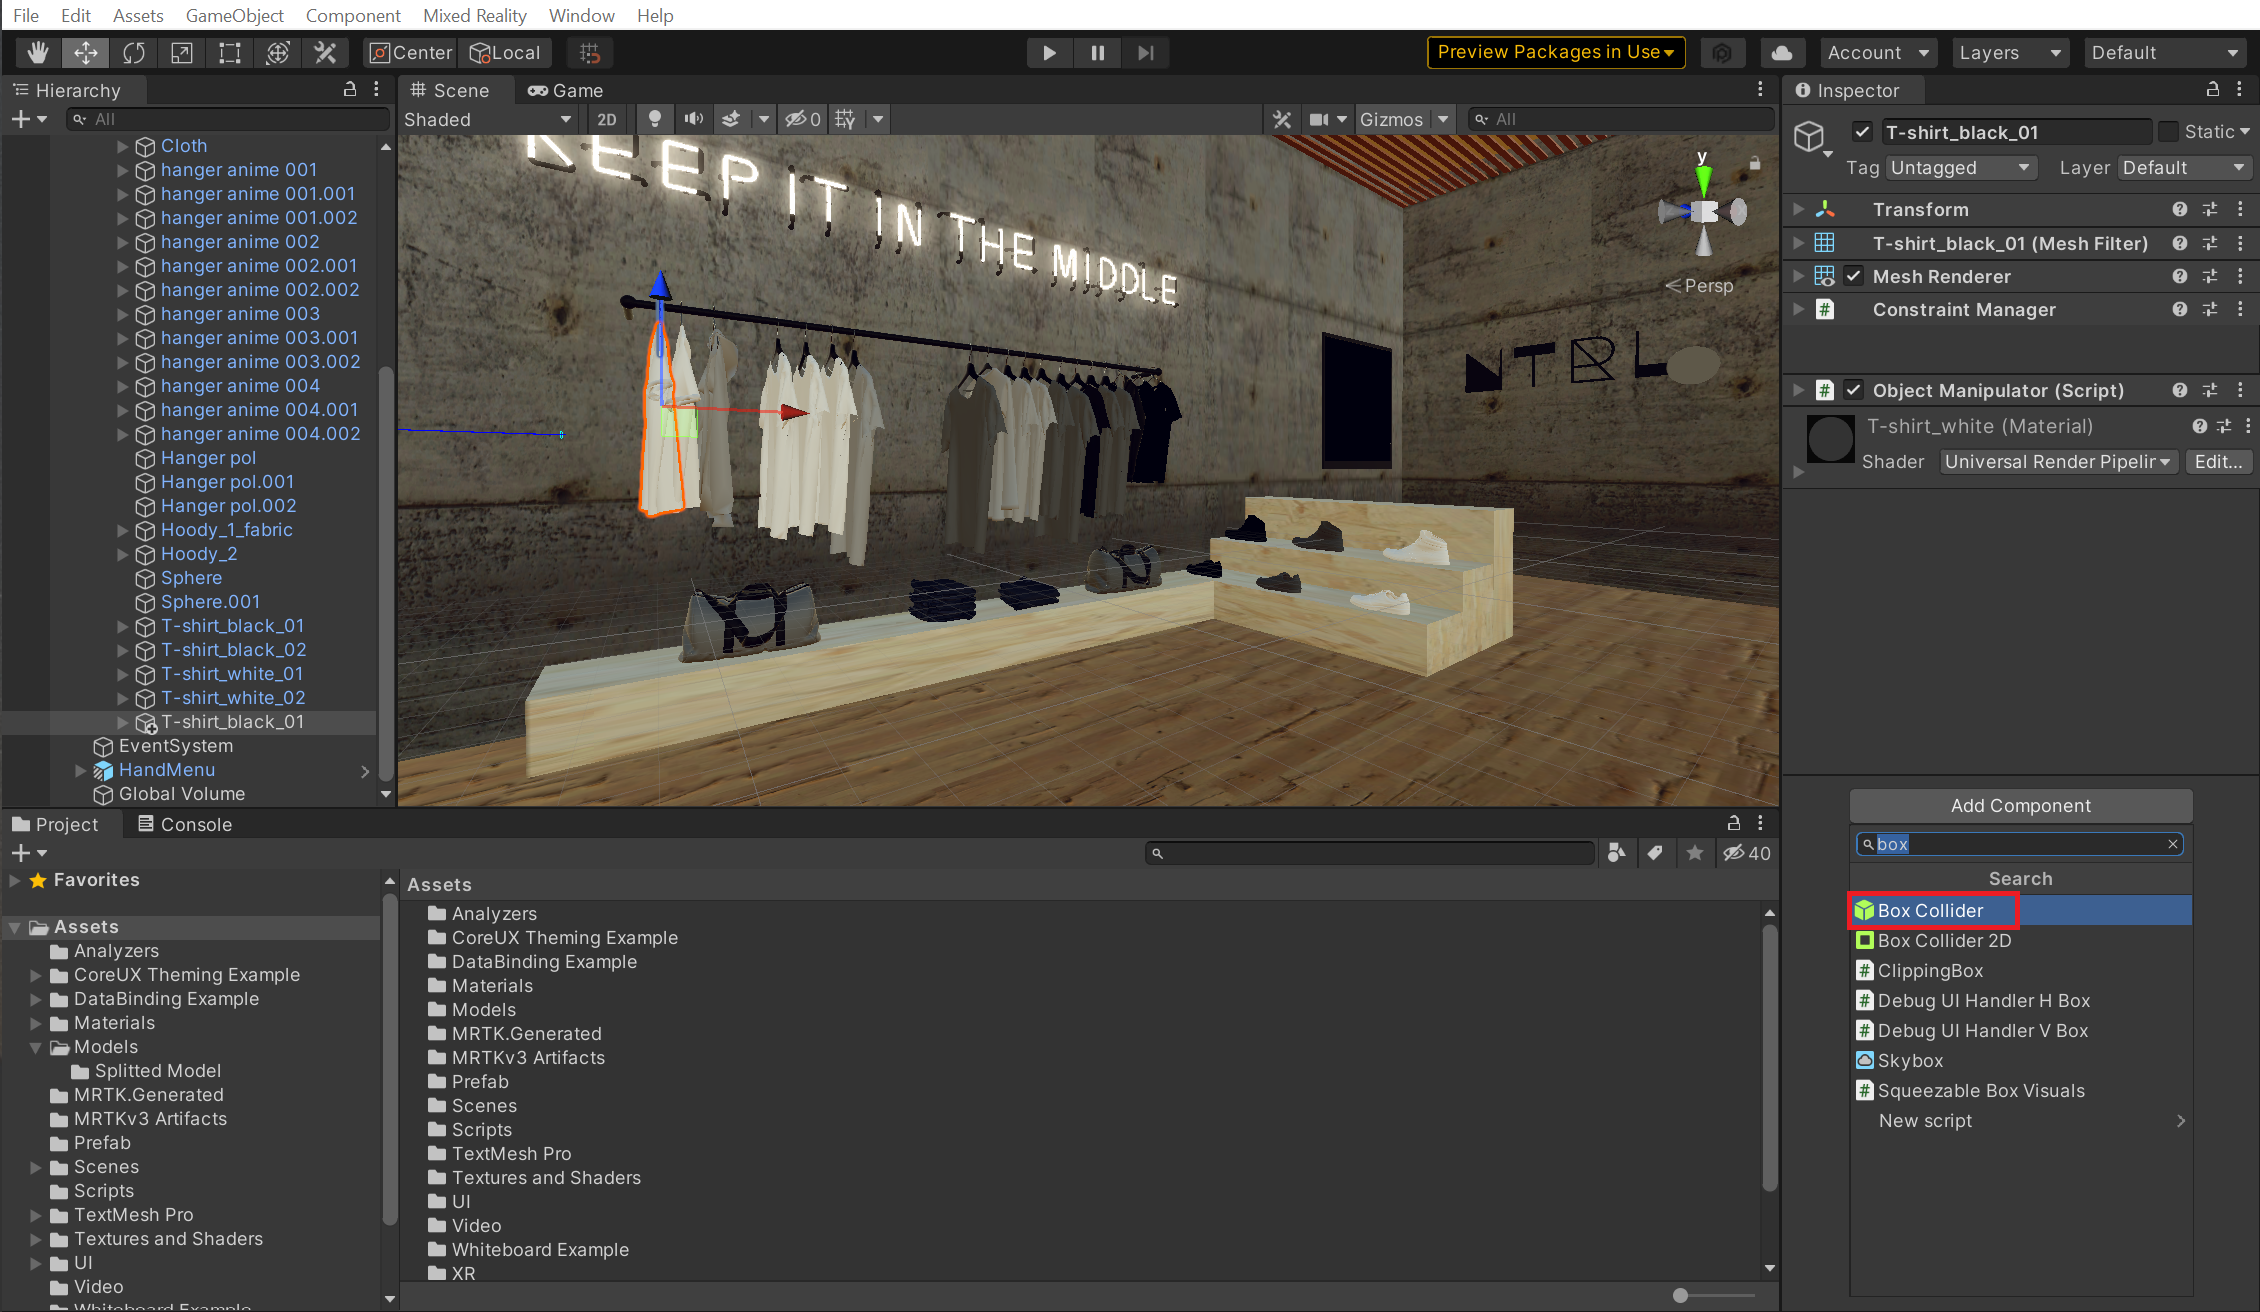 File Edit Assets GameObject Component Mixed Reality Window Help
Center Local Preview Packages in Use Account Layers Default
Hierarchy
All
Cloth
hanger anime 001
hanger anime 001.001
hanger anime 001.002
hanger anime 002
hanger anime 002.001
hanger anime 002.002
hanger anime 003
hanger anime 003.001
hanger anime 003.002
hanger anime 004
hanger anime 004.001
hanger anime 004.002
Hanger pol
Hanger pol.001
Hanger pol.002
Hoody_1_fabric
Hoody_2
Sphere
Sphere.001
T-shirt_black_01
T-shirt_black_02
T-shirt_white_01
T-shirt_white_02
T-shirt_black_01
EventSystem
HandMenu
Global Volume
Scene Game
Shaded 2D 0 Gizmos All
KEEP IT IN THE MIDDLE
y
Persp
NTBL
Inspector
T-shirt_black_01 Static
Tag Untagged Layer Default
Transform
T-shirt_black_01 (Mesh Filter)
Mesh Renderer
# Constraint Manager
# Object Manipulator (Script)
T-shirt_white (Material)
Shader Universal Render Pipelir Edit...
Add Component
box
Search
Box Collider
Box Collider 2D
# ClippingBox
# Debug UI Handler H Box
# Debug UI Handler V Box
Skybox
# Squeezable Box Visuals
New script
Project Console
40
Favorites
Assets
Analyzers
CoreUX Theming Example
DataBinding Example
Materials
Models
Splitted Model
MRTK.Generated
MRTKv3 Artifacts
Prefab
Scenes
Scripts
TextMesh Pro
Textures and Shaders
UI
Video
Whiteboard Example
Assets
Analyzers
CoreUX Theming Example
DataBinding Example
Materials
Models
MRTK.Generated
MRTKv3 Artifacts
Prefab
Scenes
Scripts
TextMesh Pro
Textures and Shaders
UI
Video
Whiteboard Example
XR